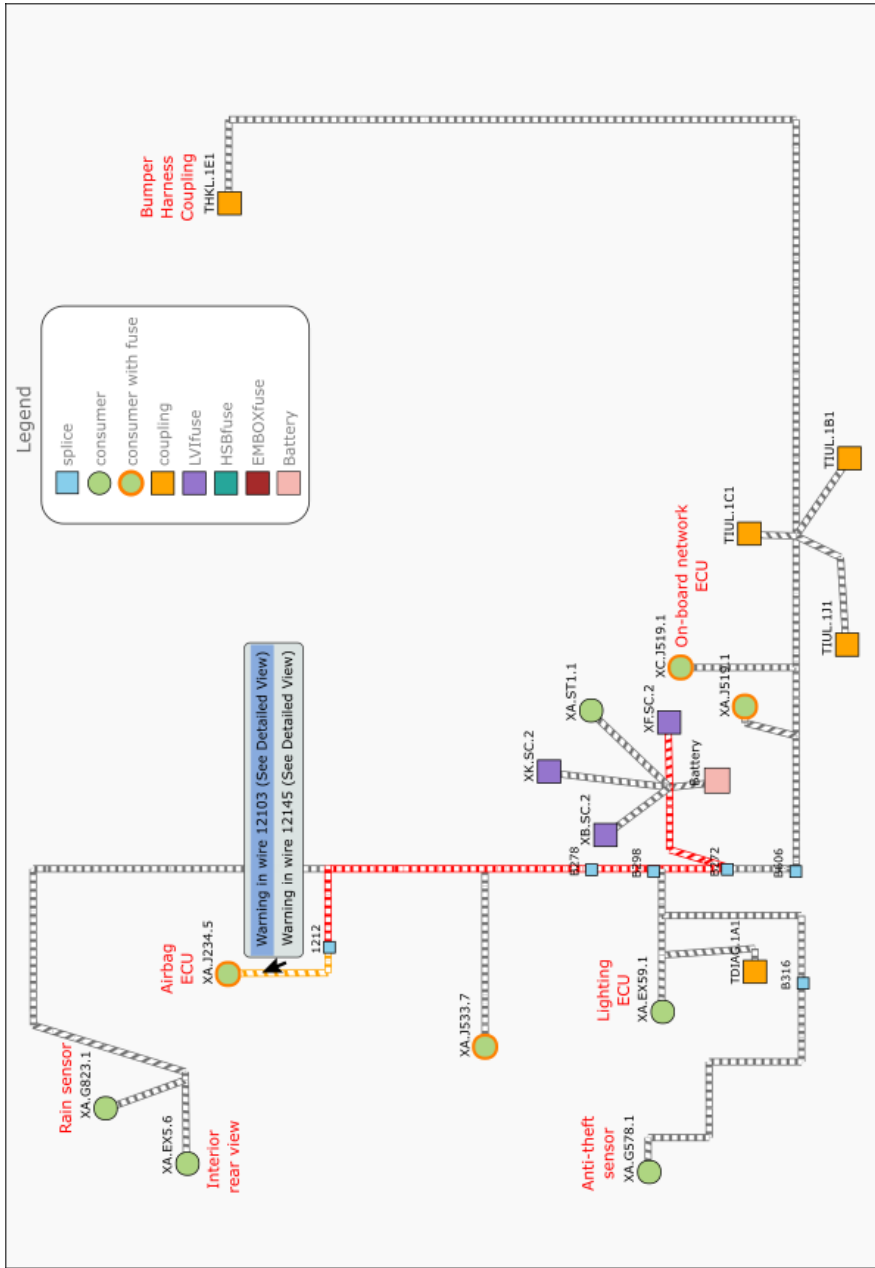 Legend
splice
consumer
consumer with fuse
coupling
LVIfuse
HSBfuse
EMBOXfuse
Battery
Bumper
Harness
Coupling
THKL.1E1
Rain sensor
XA.G823.1
XA.EX5.6
Interior
rear view
Airbag
ECU
XA.J234.5
1212
Warning in wire 12103 (See Detailed View)
Warning in wire 12145 (See Detailed View)
XA.J533.7
XK.SC.2
XA.ST1.1
XB.SC.2
XF.SC.2
Battery
On-board network
ECU
XC.J519.1
XA.J519.1
TIUL.1C1
TIUL.1B1
TIUL.1J1
B278
B298
B272
B606
Lighting
ECU
XA.EX59.1
TDIAG.1A1
B316
Anti-theft
sensor
XA.G578.1